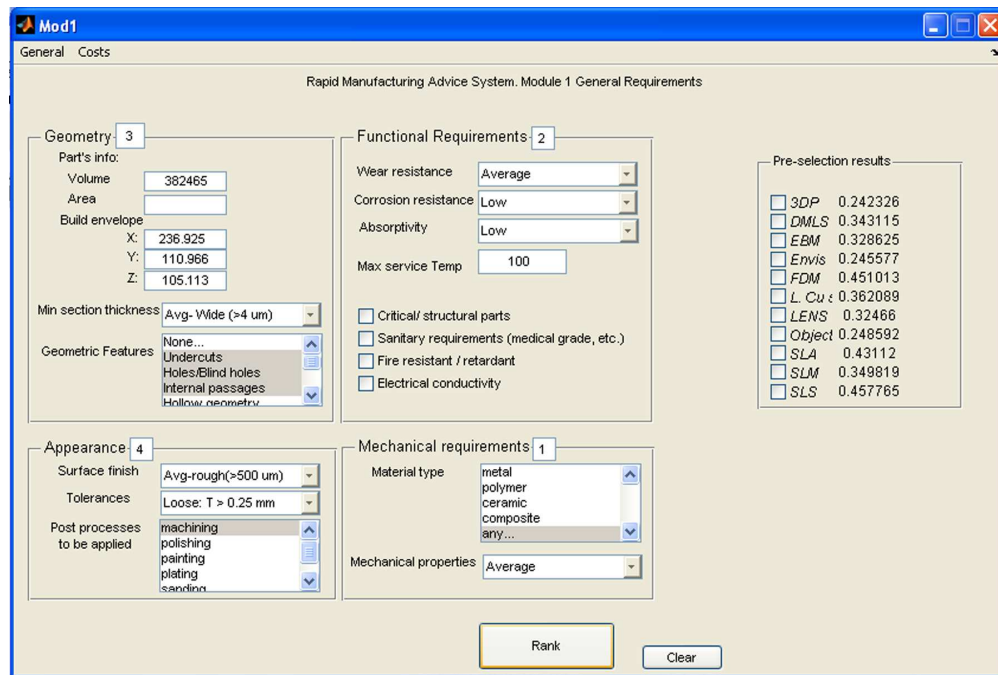 Mod1
General Costs
Rapid Manufacturing Advice System. Module 1 General Requirements
Geometry 3
Part's info:
Volume 382465
Area
Build envelope
X: 236.925
Y: 110.966
Z: 105.113
Min section thickness Avg- Wide (>4 um)
Geometric Features
None...
Undercuts
Holes/Blind holes
Internal passages
Hollow geometry
Functional Requirements 2
Wear resistance Average
Corrosion resistance Low
Absorptivity Low
Max service Temp 100
Critical/ structural parts
Sanitary requirements (medical grade, etc.)
Fire resistant / retardant
Electrical conductivity
Pre-selection results
3DP 0.242326
DMLS 0.343115
EBM 0.328625
Envis 0.245577
FDM 0.451013
L. Cu s 0.362089
LENS 0.32466
Object 0.248592
SLA 0.43112
SLM 0.349819
SLS 0.457765
Appearance 4
Surface finish Avg-rough(>500 um)
Tolerances Loose: T > 0.25 mm
Post processes
to be applied
machining
polishing
painting
plating
sanding
Mechanical requirements 1
Material type
metal
polymer
ceramic
composite
any...
Mechanical properties Average
Rank
Clear